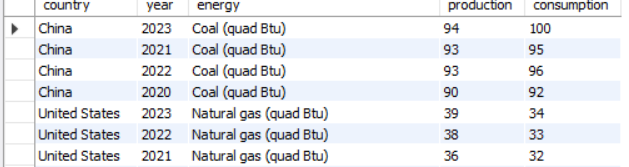 country year energy production consumption
China 2023 Coal (quad Btu) 94 100
China 2021 Coal (quad Btu) 93 95
China 2022 Coal (quad Btu) 93 96
China 2020 Coal (quad Btu) 90 92
United States 2023 Natural gas (quad Btu) 39 34
United States 2022 Natural gas (quad Btu) 38 33
United States 2021 Natural gas (quad Btu) 36 32